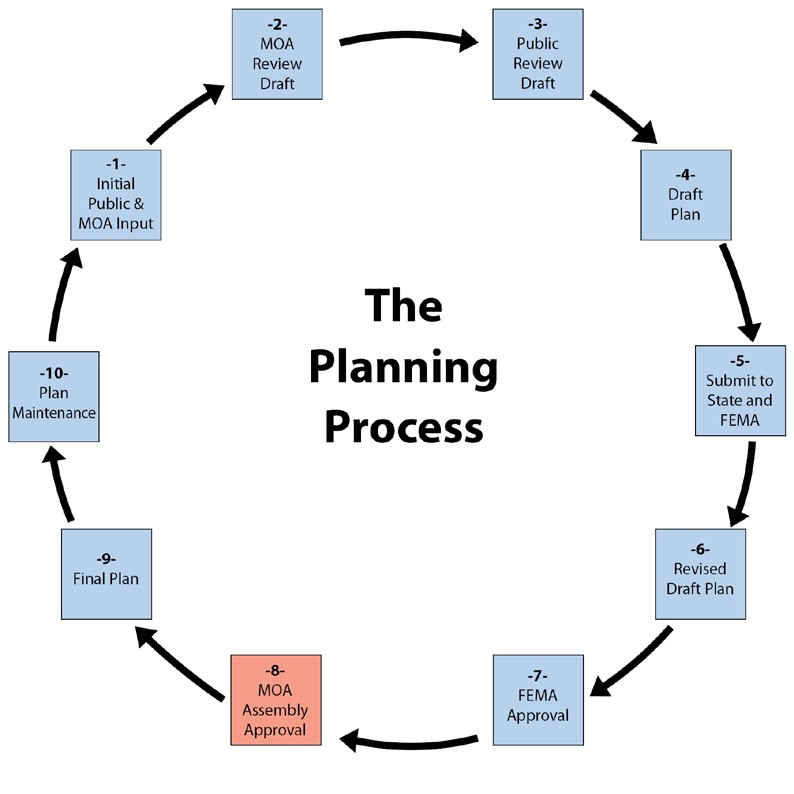 -2-
MOA
Review
Draft
-3-
Public
Review
Draft
-1-
Initial
Public &
MOA Input
-4-
Draft
Plan
The
Planning
Process
-10-
Plan
Maintenance
-5-
Submit to
State and
FEMA
-9-
Final Plan
-6-
Revised
Draft Plan
-8-
MOA
Assembly
Approval
-7-
FEMA
Approval